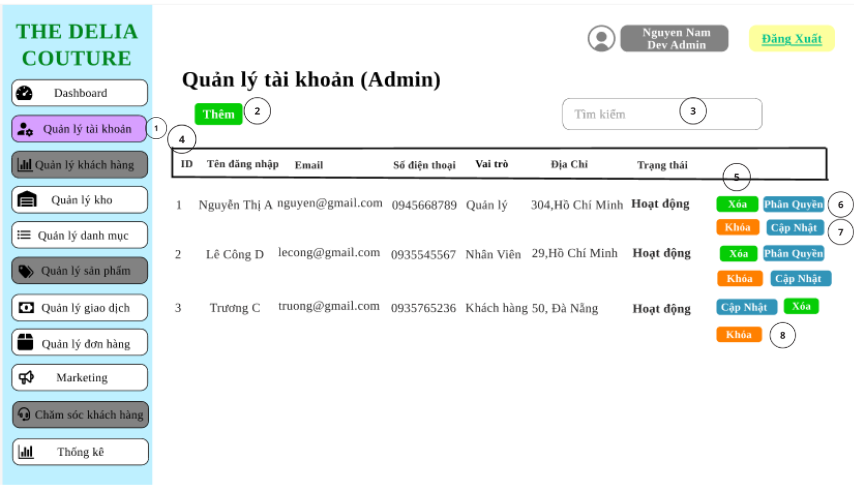 THE DELIA
COUTURE
Nguyen Nam
Dev Admin
Đăng Xuất
Quản lý tài khoản (Admin)
Dashboard
Thêm
2
Tìm kiếm
3
Quản lý tài khoản
1
4
Quản lý khách hàng
ID Tên đăng nhập Email Số điện thoại Vai trò Địa Chỉ Trạng thái
5
Quản lý kho
1 Nguyễn Thị A nguyen@gmail.com 0945668789 Quản lý 304,Hồ Chí Minh Hoạt động Xóa Phân Quyền 6
Khóa Cập Nhật 7
Quản lý danh mục
2 Lê Công D lecong@gmail.com 0935545567 Nhân Viên 29,Hồ Chí Minh Hoạt động Xóa Phân Quyền
Khóa Cập Nhật
Quản lý sản phẩm
3 Trương C truong@gmail.com 0935765236 Khách hàng 50, Đà Nẵng Hoạt động Cập Nhật Xóa
Khóa 8
Quản lý giao dịch
Quản lý đơn hàng
Marketing
Chăm sóc khách hàng
Thống kê